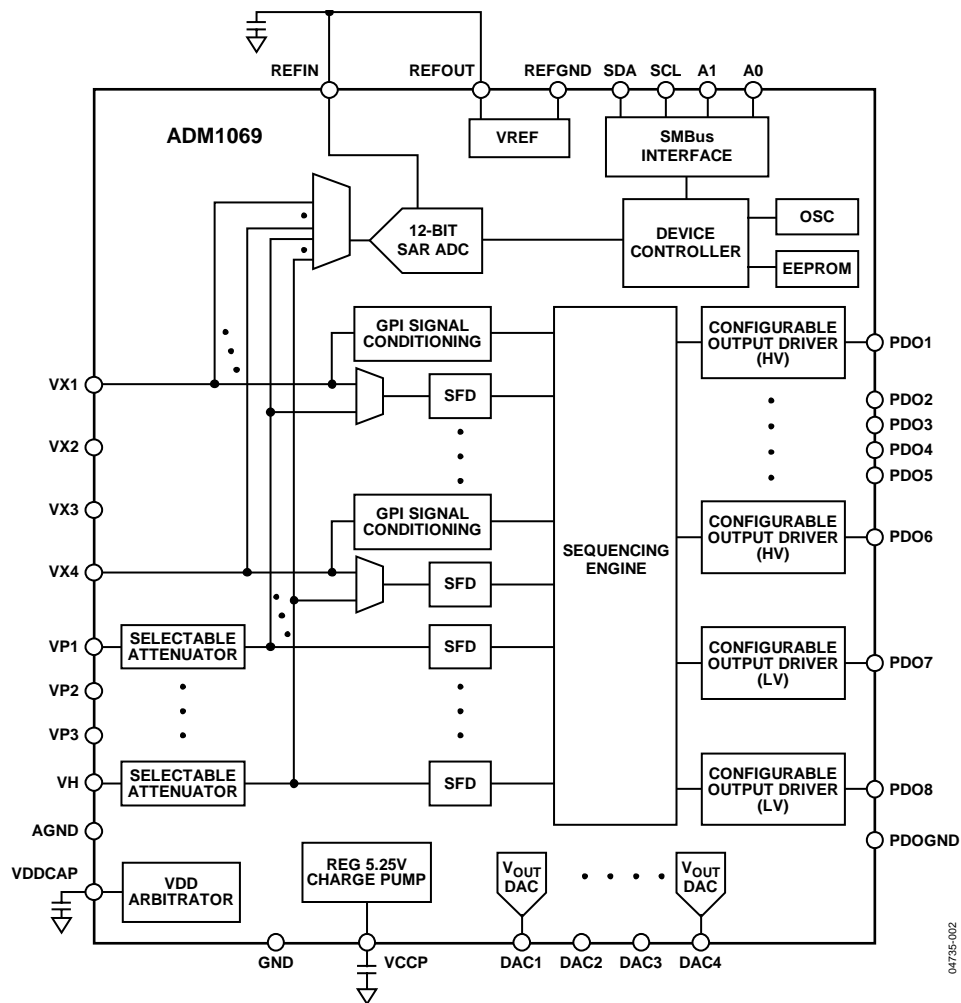 REFIN
REFOUT
REFGND
SDA
SCL
A1
A0
ADM1069
VREF
SMBus
INTERFACE
12-BIT
SAR ADC
DEVICE
CONTROLLER
OSC
EEPROM
GPI SIGNAL
CONDITIONING
CONFIGURABLE
OUTPUT DRIVER
(HV)
PDO1
VX1
SFD
PDO2
PDO3
PDO4
PDO5
VX2
VX3
GPI SIGNAL
CONDITIONING
SEQUENCING
ENGINE
CONFIGURABLE
OUTPUT DRIVER
(HV)
PDO6
VX4
SFD
VP1
SELECTABLE
ATTENUATOR
SFD
CONFIGURABLE
OUTPUT DRIVER
(LV)
PDO7
VP2
VP3
VH
SELECTABLE
ATTENUATOR
SFD
CONFIGURABLE
OUTPUT DRIVER
(LV)
PDO8
AGND
PDOGND
VDDCAP
VDD
ARBITRATOR
REG 5.25V
CHARGE PUMP
VOUT
DAC
VOUT
DAC
GND
VCCP
DAC1
DAC2
DAC3
DAC4
04735-002